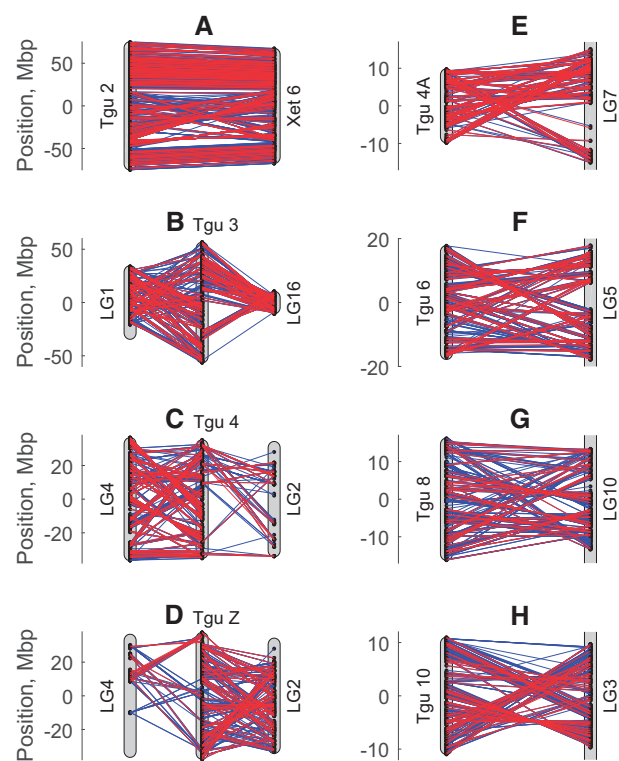 A
Position, Mbp
50
0
-50
Tgu 2
Xet 6
E
10
0
-10
Tgu 4A
LG7
B
Tgu 3
Position, Mbp
50
0
-50
LG1
LG16
F
20
0
-20
Tgu 6
LG5
C
Tgu 4
Position, Mbp
20
0
-20
LG4
LG2
G
10
0
-10
Tgu 8
LG10
D
Tgu Z
Position, Mbp
20
0
-20
LG4
LG2
H
10
0
-10
Tgu 10
LG3